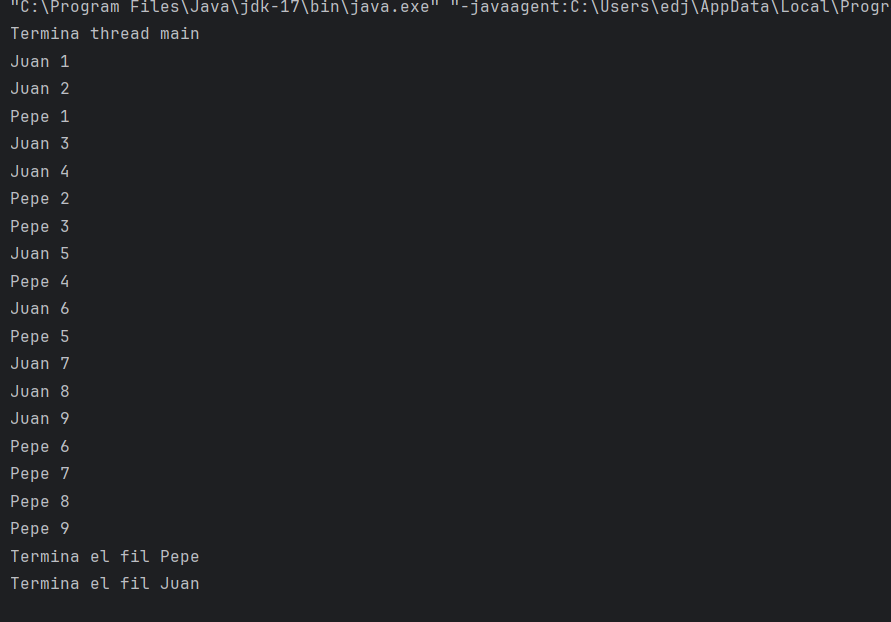 "C:\Program Files\Java\jdk-17\bin\java.exe" "-javaagent:C:\Users\edj\AppData\Local\Progr
Termina thread main
Juan 1
Juan 2
Pepe 1
Juan 3
Juan 4
Pepe 2
Pepe 3
Juan 5
Pepe 4
Juan 6
Pepe 5
Juan 7
Juan 8
Juan 9
Pepe 6
Pepe 7
Pepe 8
Pepe 9
Termina el fil Pepe
Termina el fil Juan